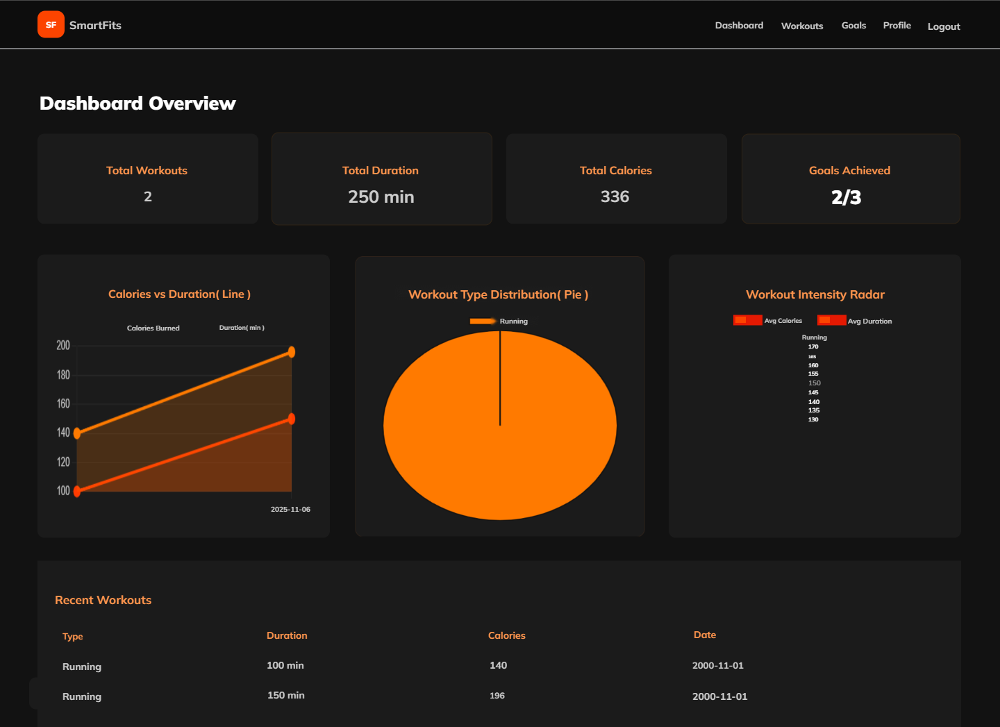 SF SmartFits Dashboard Workouts Goals Profile Logout
Dashboard Overview
Total Workouts
2
Total Duration
250 min
Total Calories
336
Goals Achieved
2/3
Calories vs Duration( Line )
Calories Burned Duration( min )
200
180
160
140
120
100
2025-11-06
Workout Type Distribution( Pie )
Running
Workout Intensity Radar
Avg Calories Avg Duration
Running
170
165
160
155
150
145
140
135
130
Recent Workouts
Type Duration Calories Date
Running 100 min 140 2000-11-01
Running 150 min 196 2000-11-01